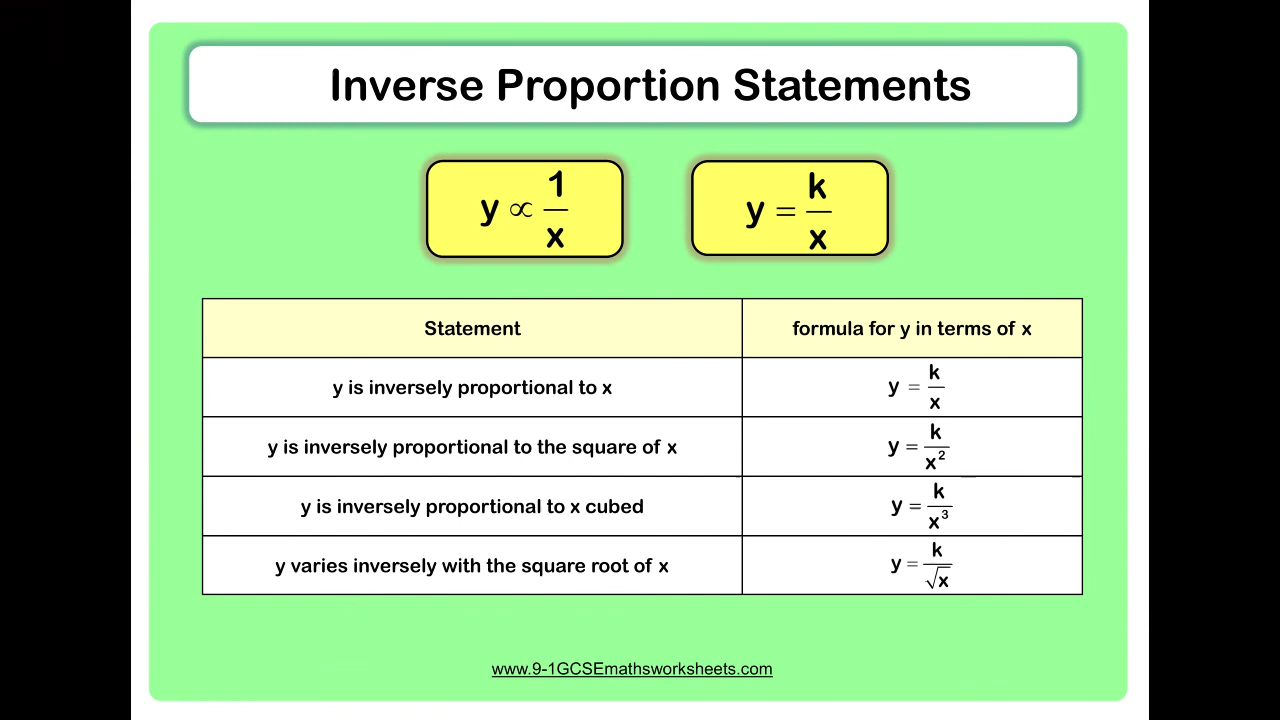 Inverse Proportion Statements
y ∝ 1/x
y = k/x
Statement
formula for y in terms of x
y is inversely proportional to x
y = k/x
y is inversely proportional to the square of x
y = k/x²
y is inversely proportional to x cubed
y = k/x³
y varies inversely with the square root of x
y = k/√x
www.9-1GCSEmathsworksheets.com